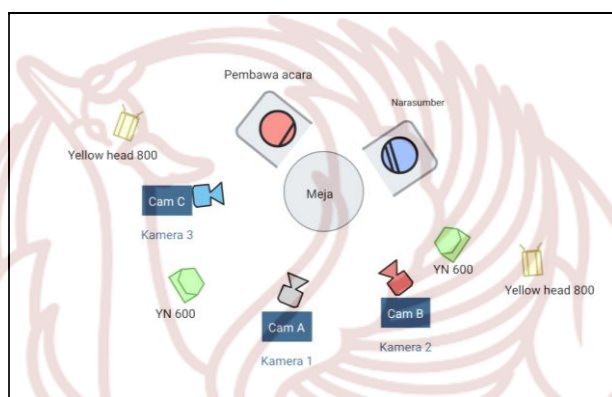 Pembawa acara
Narasumber
Yellow head 800
Meja
Cam C
Kamera 3
YN 600
Yellow head 800
YN 600
Cam A
Cam B
Kamera 2
Kamera 1